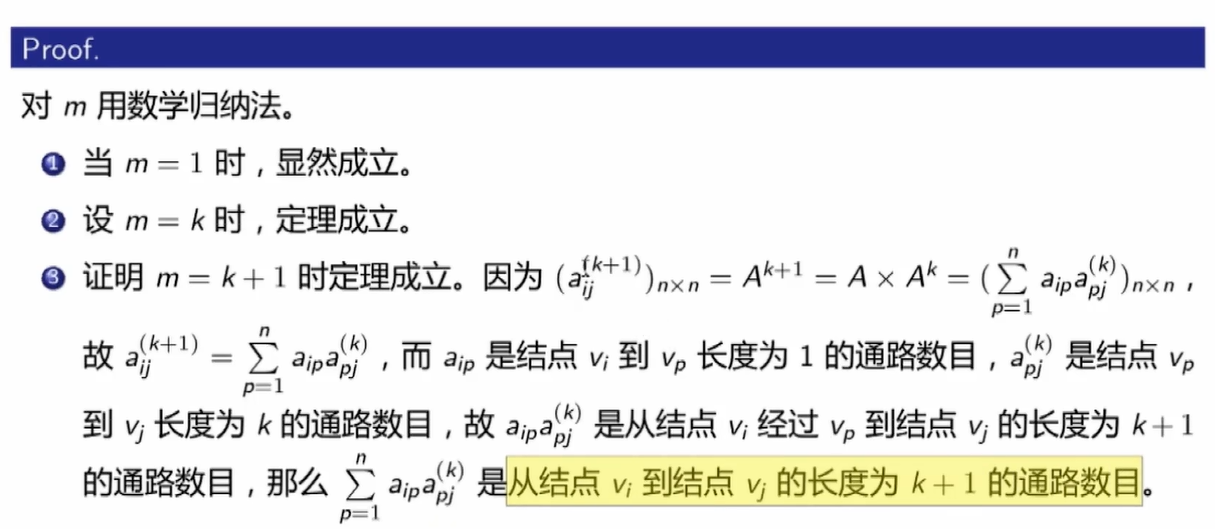 Proof.
对 m 用数学归纳法。
1 当 m = 1 时，显然成立。
2 设 m = k 时，定理成立。
3 证明 m = k + 1 时定理成立。因为 (a_{ij}^{(k+1)})_{n×n} = A^{k+1} = A × A^k = (\sum_{p=1}^{n} a_{ip}a_{pj}^{(k)})_{n×n}，
故 a_{ij}^{(k+1)} = \sum_{p=1}^{n} a_{ip}a_{pj}^{(k)}，而 a_{ip} 是结点 v_i 到 v_p 长度为 1 的通路数目，a_{pj}^{(k)} 是结点 v_p
到 v_j 长度为 k 的通路数目，故 a_{ip}a_{pj}^{(k)} 是从结点 v_i 经过 v_p 到结点 v_j 的长度为 k + 1
的通路数目，那么 \sum_{p=1}^{n} a_{ip}a_{pj}^{(k)} 是从结点 v_i 到结点 v_j 的长度为 k + 1 的通路数目。